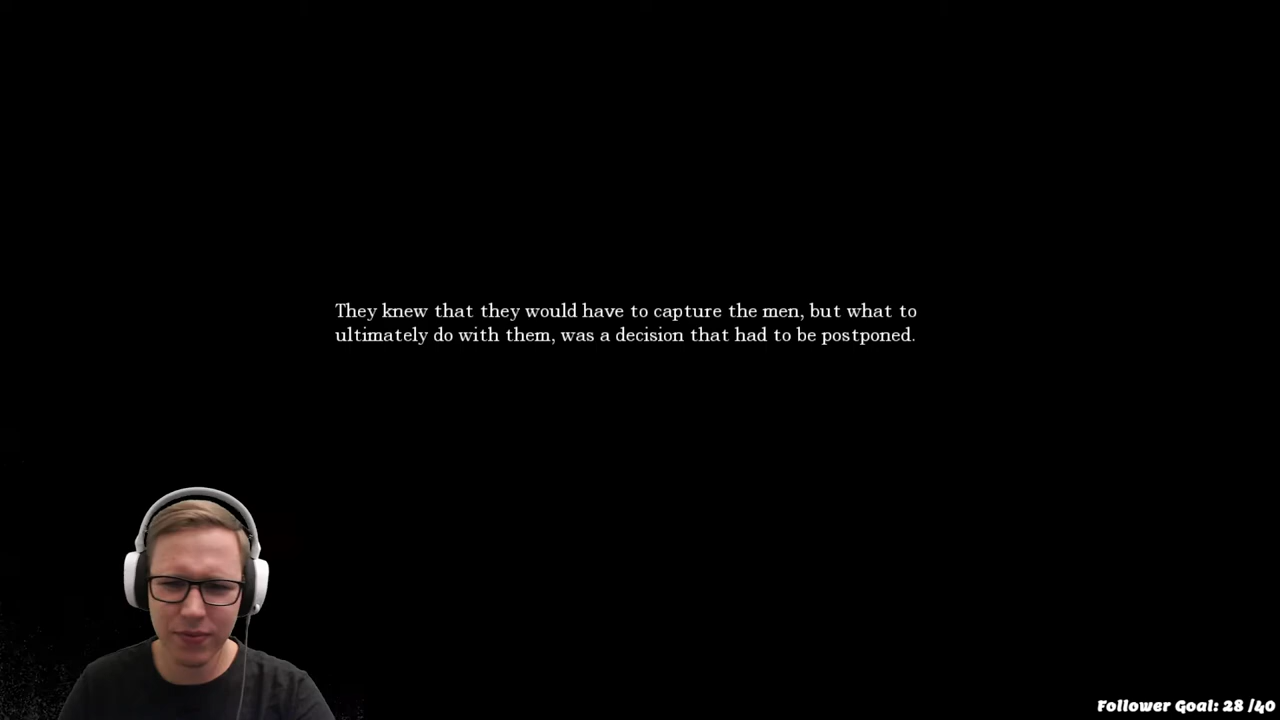 They knew that they would have to capture the men, but what to
ultimately do with them, was a decision that had to be postponed.
Follower Goal: 28 /40